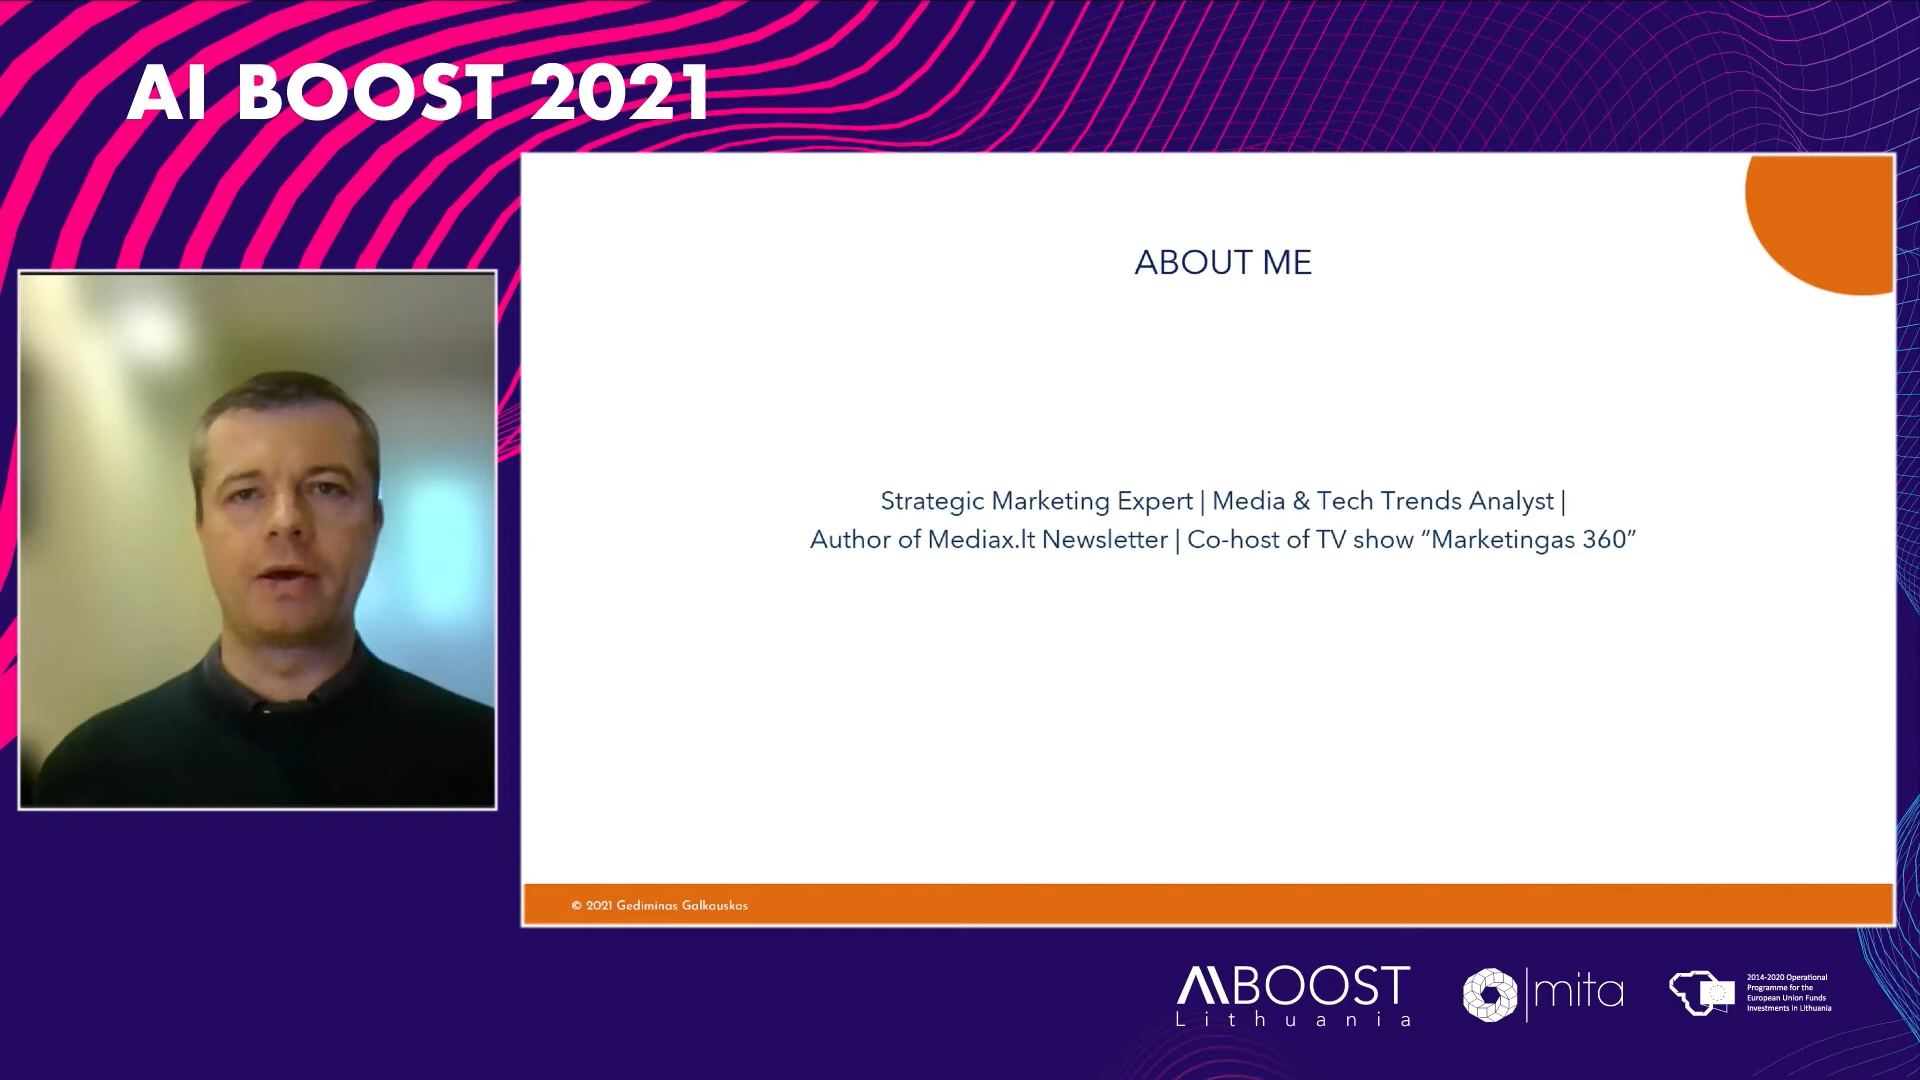 AI BOOST 2021
ABOUT ME
Strategic Marketing Expert | Media & Tech Trends Analyst |
Author of Mediax.lt Newsletter | Co-host of TV show “Marketingas 360”
© 2021 Gediminas Galkauskas
AIBOOST
Lithuania
mita
2014-2020 Operational
Programme for the
European Union Funds
Investments in Lithuania